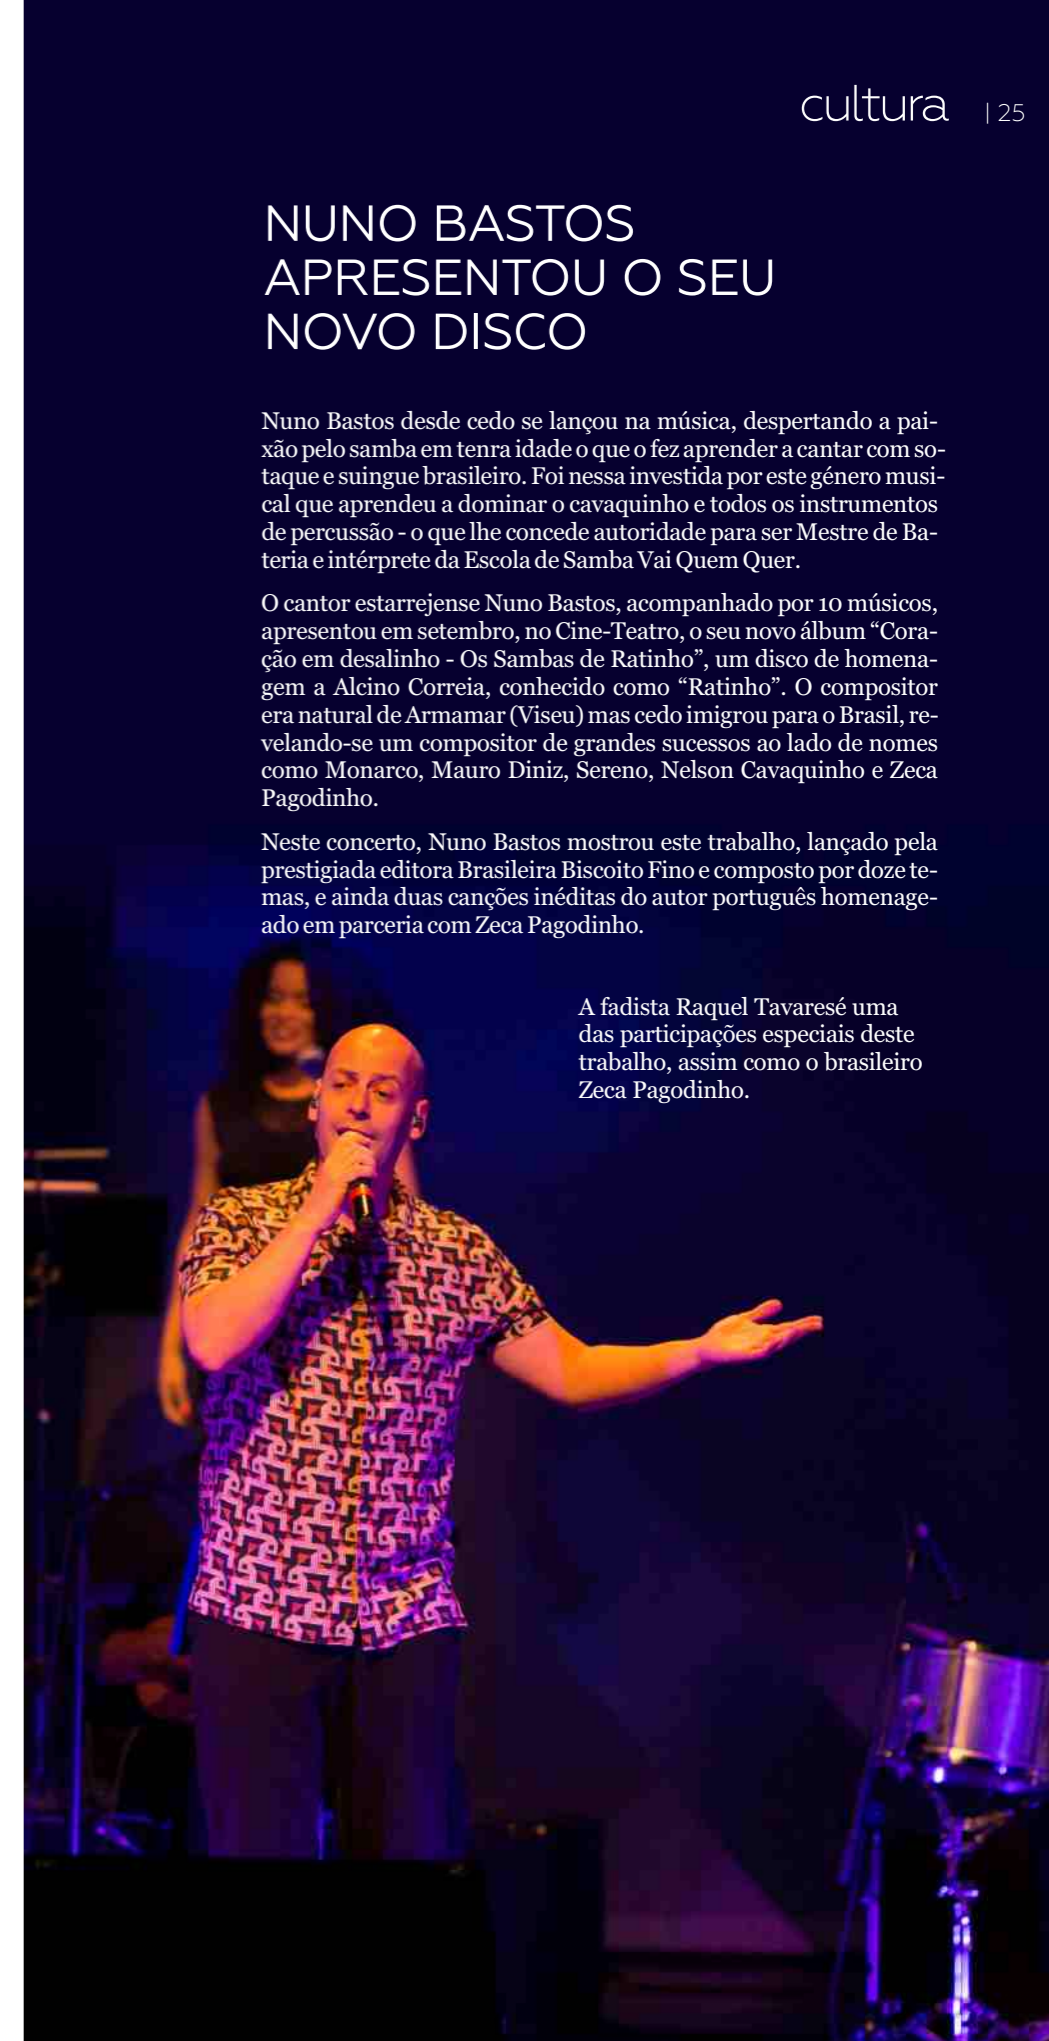 cultura | 25
NUNO BASTOS
APRESENTOU O SEU
NOVO DISCO
Nuno Bastos desde cedo se lançou na música, despertando a pai-
xão pelo samba em tenra idade o que o fez aprender a cantar com so-
taque e suingue brasileiro. Foi nessa investida por este género musi-
cal que aprendeu a dominar o cavaquinho e todos os instrumentos
de percussão - o que lhe concede autoridade para ser Mestre de Ba-
teria e intérprete da Escola de Samba Vai Quem Quer.
O cantor estarrejense Nuno Bastos, acompanhado por 10 músicos,
apresentou em setembro, no Cine-Teatro, o seu novo álbum “Cora-
ção em desalinho - Os Sambas de Ratinho”, um disco de homena-
gem a Alcino Correia, conhecido como “Ratinho”. O compositor
era natural de Armamar (Viseu) mas cedo imigrou para o Brasil, re-
velando-se um compositor de grandes sucessos ao lado de nomes
como Monarco, Mauro Diniz, Sereno, Nelson Cavaquinho e Zeca
Pagodinho.
Neste concerto, Nuno Bastos mostrou este trabalho, lançado pela
prestigiada editora Brasileira Biscoito Fino e composto por doze te-
mas, e ainda duas canções inéditas do autor português homenage-
ado em parceria com Zeca Pagodinho.
A fadista Raquel Tavaresé uma
das participações especiais deste
trabalho, assim como o brasileiro
Zeca Pagodinho.